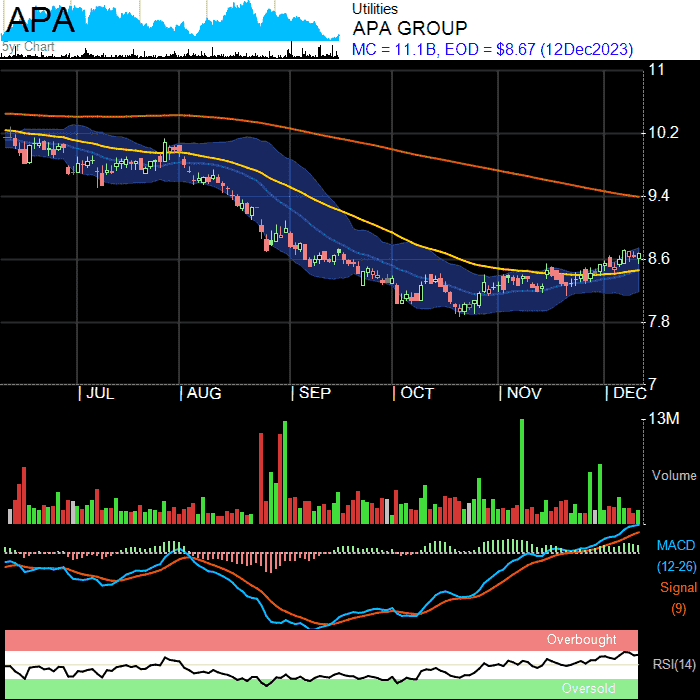 APA
5yr Chart
Utilities
APA GROUP
MC = 11.1B, EOD = $8.67 (12Dec2023)
11
10.2
9.4
8.6
7.8
7
JUL
AUG
SEP
OCT
NOV
DEC
13M
Volume
MACD
(12-26)
Signal
(9)
Overbought
RSI(14)
Oversold